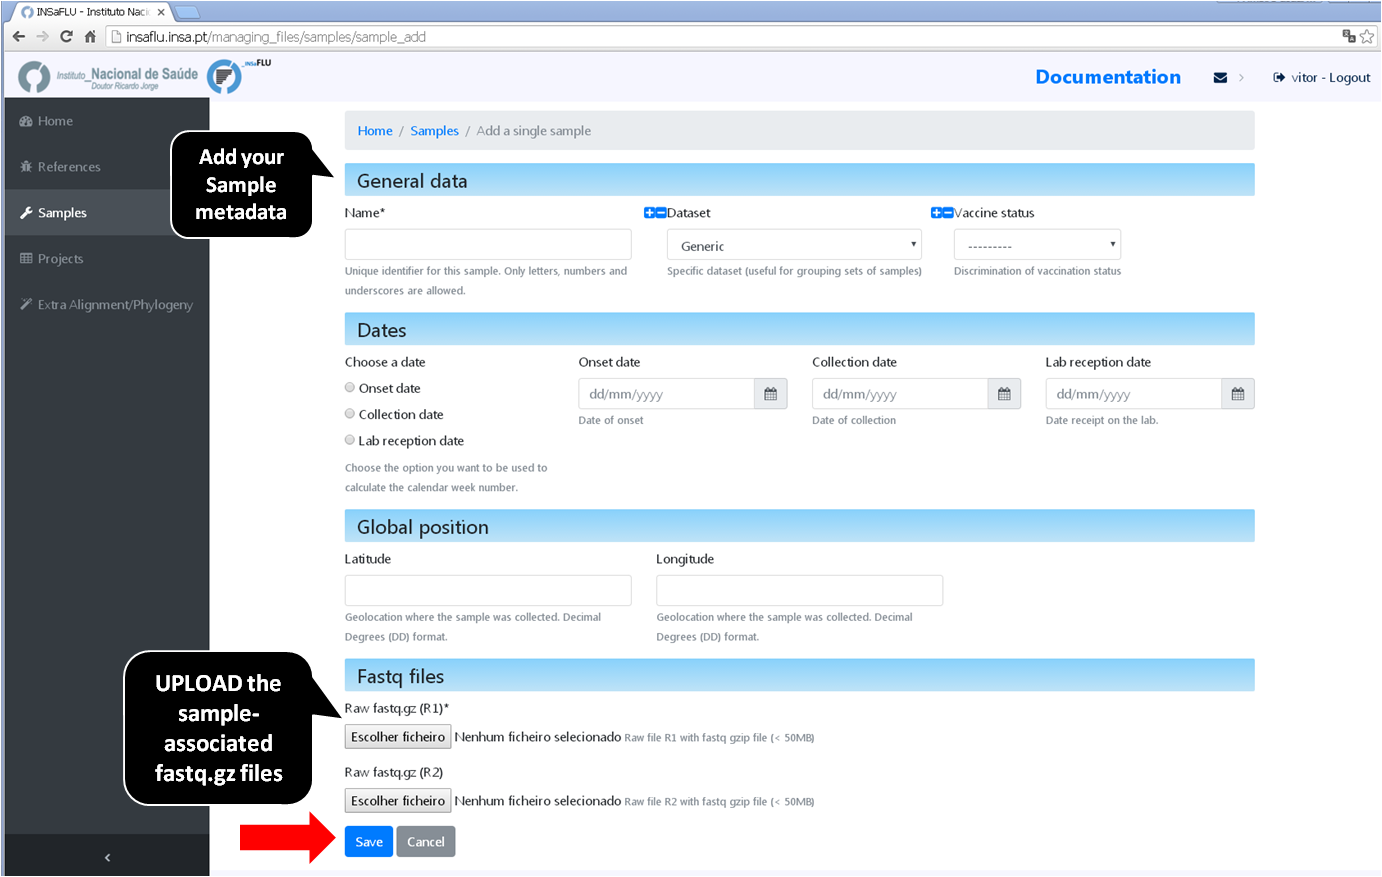 INSaFLU - Instituto Naci
insaflu.insa.pt/managing_files/samples/sample_add
Instituto_Nacional de Saúde
Doutor Ricardo Jorge
_INSaFLU
Documentation
vitor - Logout
Home
References
Samples
Projects
Extra Alignment/Phylogeny
Home / Samples / Add a single sample
Add your
Sample
metadata
General data
Name*
Dataset
Vaccine status
Generic
---------
Unique identifier for this sample. Only letters, numbers and
underscores are allowed.
Specific dataset (useful for grouping sets of samples)
Discrimination of vaccination status
Dates
Choose a date
Onset date
Collection date
Lab reception date
Choose the option you want to be used to
calculate the calendar week number.
Onset date
dd/mm/yyyy
Date of onset
Collection date
dd/mm/yyyy
Date of collection
Lab reception date
dd/mm/yyyy
Date receipt on the lab.
Global position
Latitude
Geolocation where the sample was collected. Decimal
Degrees (DD) format.
Longitude
Geolocation where the sample was collected. Decimal
Degrees (DD) format.
UPLOAD the
sample-
associated
fastq.gz files
Fastq files
Raw fastq.gz (R1)*
Escolher ficheiro Nenhum ficheiro selecionado Raw file R1 with fastq gzip file (< 50MB)
Raw fastq.gz (R2)
Escolher ficheiro Nenhum ficheiro selecionado Raw file R2 with fastq gzip file (< 50MB)
Save Cancel